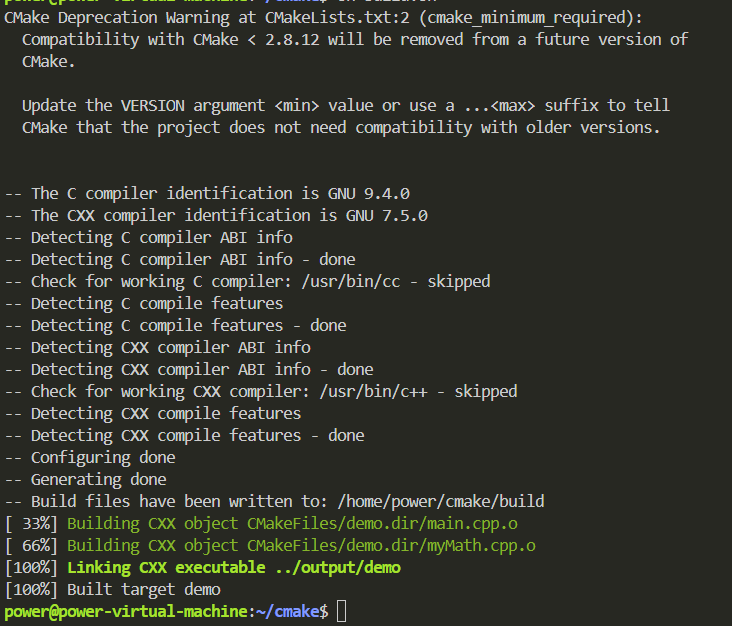 CMake Deprecation Warning at CMakeLists.txt:2 (cmake_minimum_required):
  Compatibility with CMake < 2.8.12 will be removed from a future version of
  CMake.
  Update the VERSION argument <min> value or use a ...<max> suffix to tell
  CMake that the project does not need compatibility with older versions.
-- The C compiler identification is GNU 9.4.0
-- The CXX compiler identification is GNU 7.5.0
-- Detecting C compiler ABI info
-- Detecting C compiler ABI info - done
-- Check for working C compiler: /usr/bin/cc - skipped
-- Detecting C compile features
-- Detecting C compile features - done
-- Detecting CXX compiler ABI info
-- Detecting CXX compiler ABI info - done
-- Check for working CXX compiler: /usr/bin/c++ - skipped
-- Detecting CXX compile features
-- Detecting CXX compile features - done
-- Configuring done
-- Generating done
-- Build files have been written to: /home/power/cmake/build
[ 33%] Building CXX object CMakeFiles/demo.dir/main.cpp.o
[ 66%] Building CXX object CMakeFiles/demo.dir/myMath.cpp.o
[100%] Linking CXX executable ../output/demo
[100%] Built target demo
power@power-virtual-machine:~/cmake$